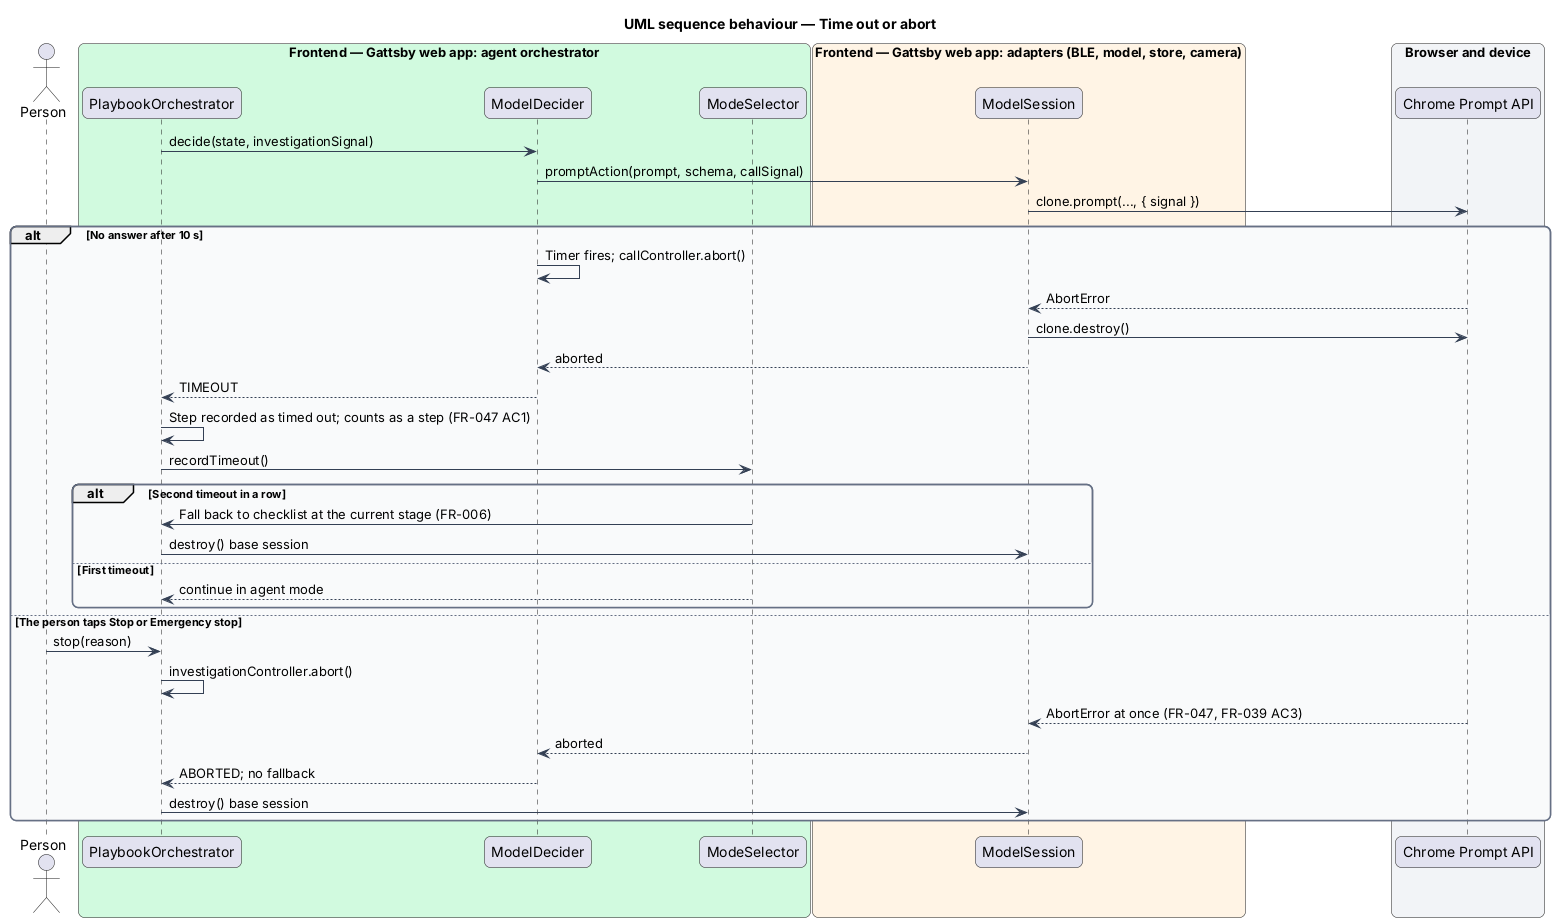 UML sequence behaviour — Time out or abort
Frontend — Gattsby web app: agent orchestrator
Frontend — Gattsby web app: adapters (BLE, model, store, camera)
Browser and device
Person
PlaybookOrchestrator
ModelDecider
ModeSelector
ModelSession
Chrome Prompt API
decide(state, investigationSignal)
promptAction(prompt, schema, callSignal)
clone.prompt(..., { signal })
alt
[No answer after 10 s]
Timer fires; callController.abort()
AbortError
clone.destroy()
aborted
TIMEOUT
Step recorded as timed out; counts as a step (FR-047 AC1)
recordTimeout()
alt
[Second timeout in a row]
Fall back to checklist at the current stage (FR-006)
destroy() base session
[First timeout]
continue in agent mode
[The person taps Stop or Emergency stop]
stop(reason)
investigationController.abort()
AbortError at once (FR-047, FR-039 AC3)
aborted
ABORTED; no fallback
destroy() base session
Person
PlaybookOrchestrator
ModelDecider
ModeSelector
ModelSession
Chrome Prompt API